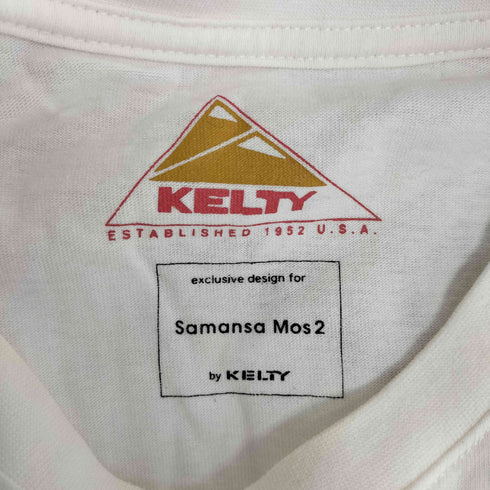 KELTY
ESTABLISHED 1952 U.S.A.
exclusive design for
Samansa Mos2
by KELTY